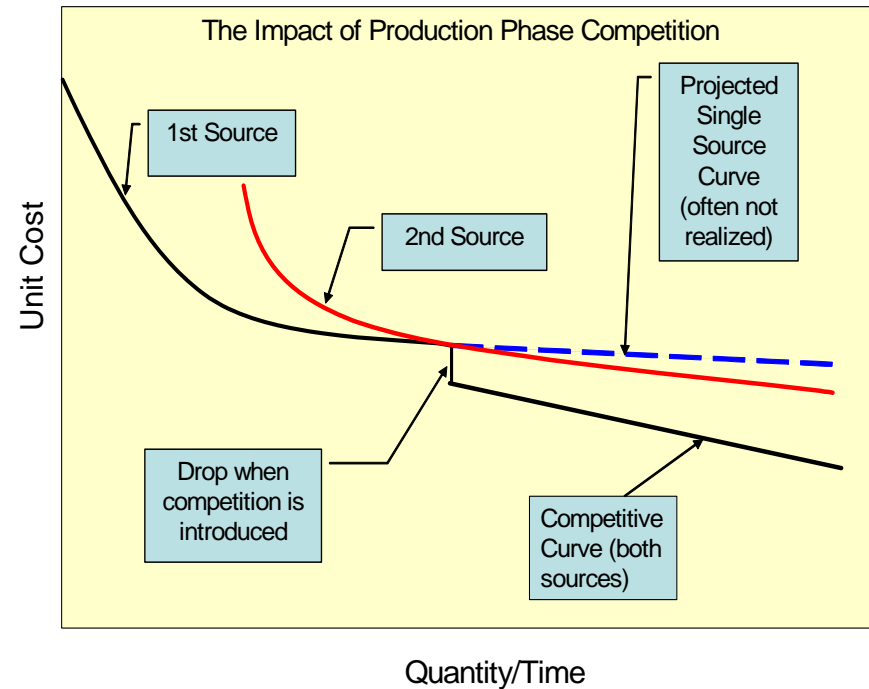 The Impact of Production Phase Competition
1st Source
Projected
Single
Source
Curve
(often not
realized)
2nd Source
Unit Cost
Drop when
competition is
introduced
Competitive
Curve (both
sources)
Quantity/Time